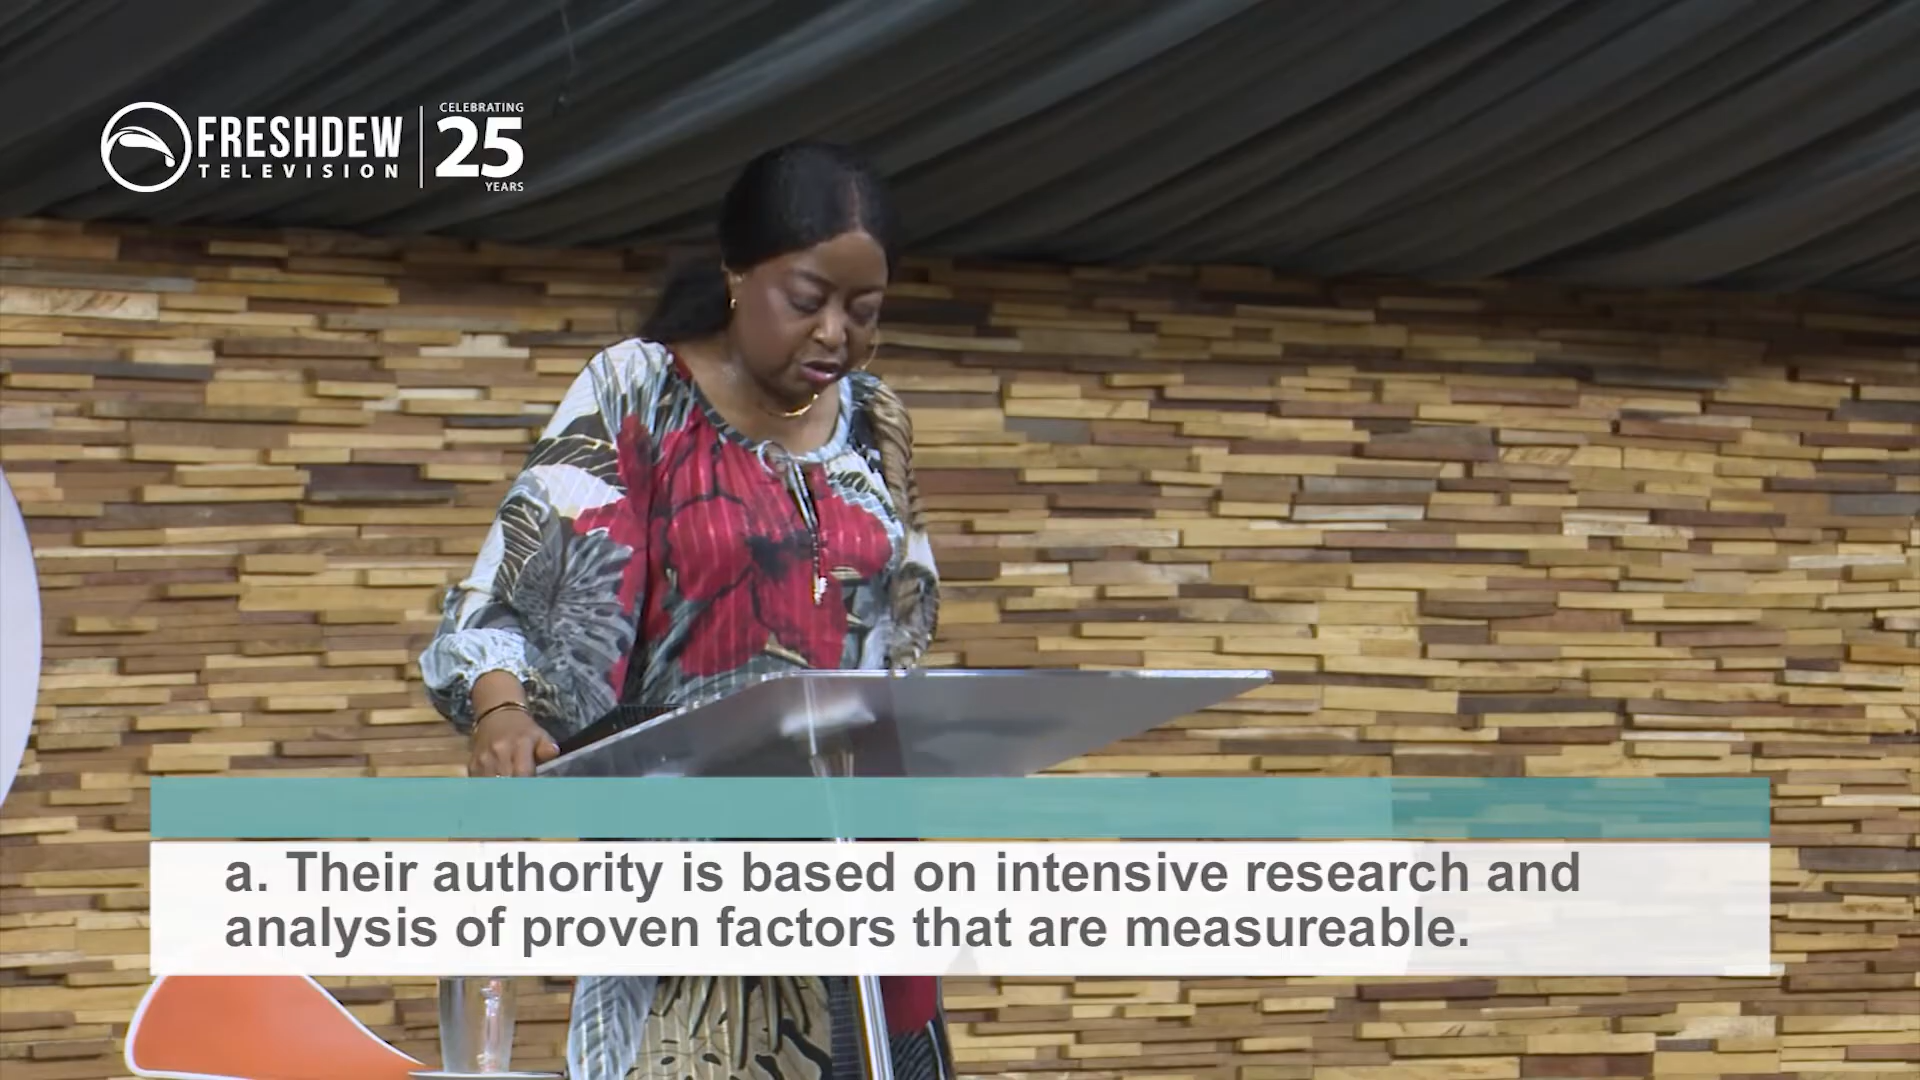 FRESHDEW
TELEVISION
CELEBRATING
25
YEARS
a. Their authority is based on intensive research and
analysis of proven factors that are measureable.